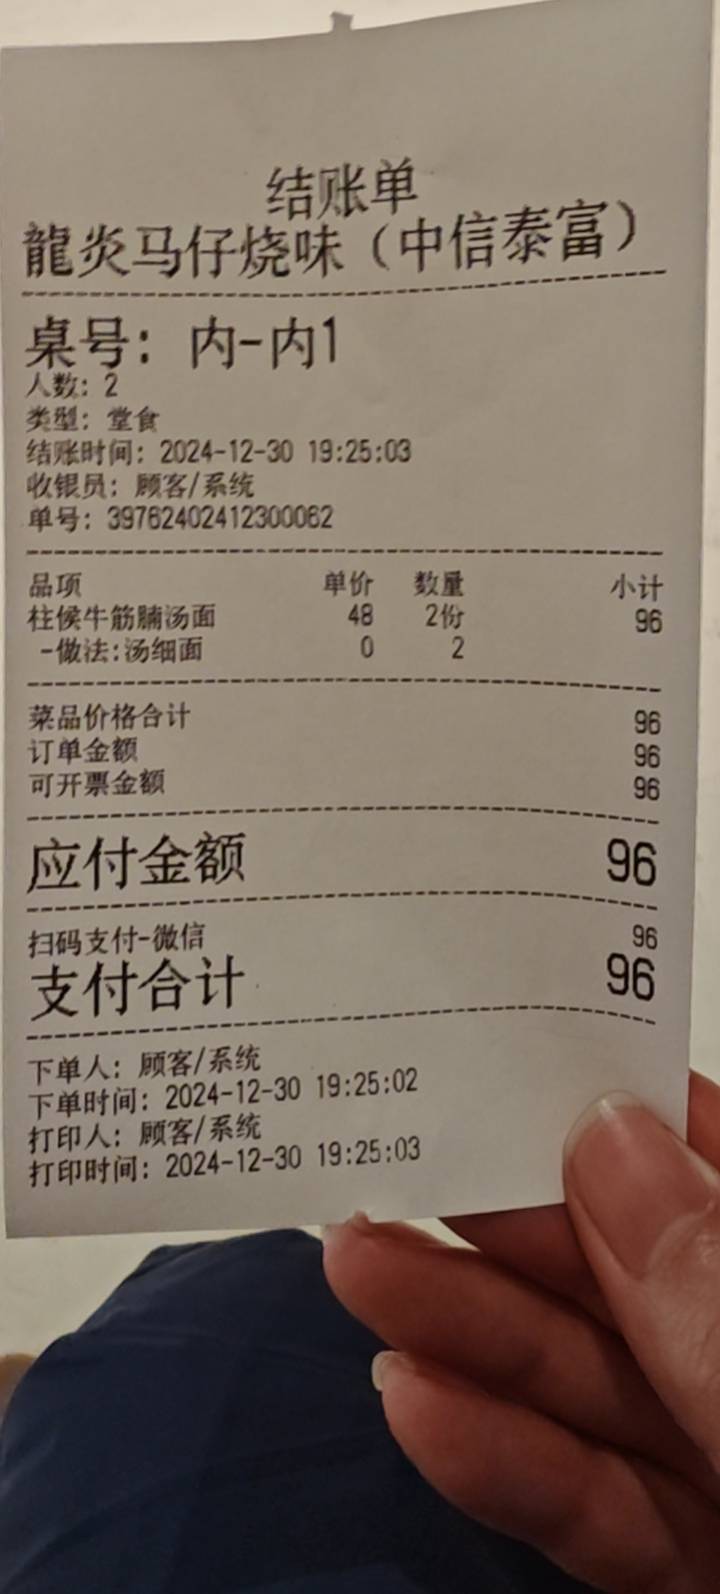 结账单
龍炎马仔烧味（中信泰富）
桌号：内-内1
人数：2
类型：堂食
结账时间：2024-12-30 19:25:03
收银员：顾客/系统
单号：39762402412300062
品项 单价 数量 小计
柱候牛筋腩汤面 48 2份 96
-做法:汤细面 0 2
菜品价格合计 96
订单金额 96
可开票金额 96
应付金额 96
扫码支付-微信 96
支付合计 96
下单人：顾客/系统
下单时间：2024-12-30 19:25:02
打印人：顾客/系统
打印时间：2024-12-30 19:25:03